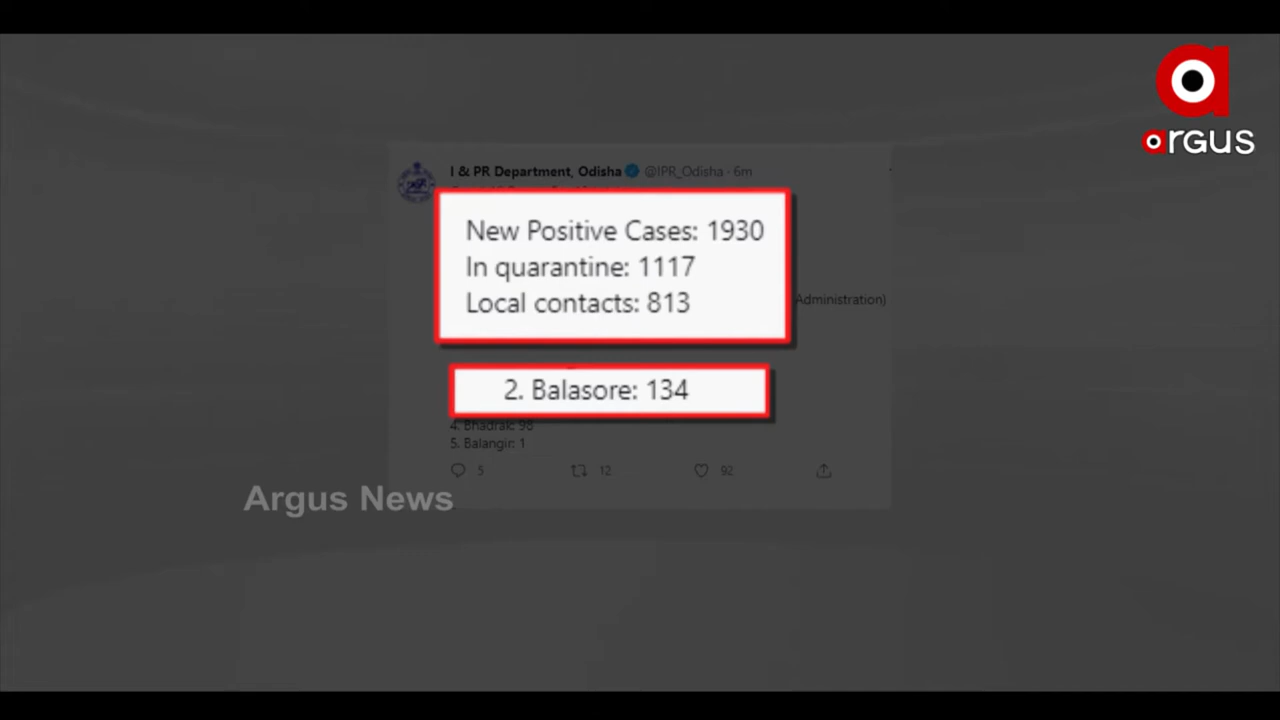 argus
I & PR Department, Odisha @IPR_Odisha · 6m
New Positive Cases: 1930
In quarantine: 1117
Local contacts: 813
Administration)
2. Balasore: 134
4. Bhadrak: 98
5. Balangir: 1
5 12 92
Argus News